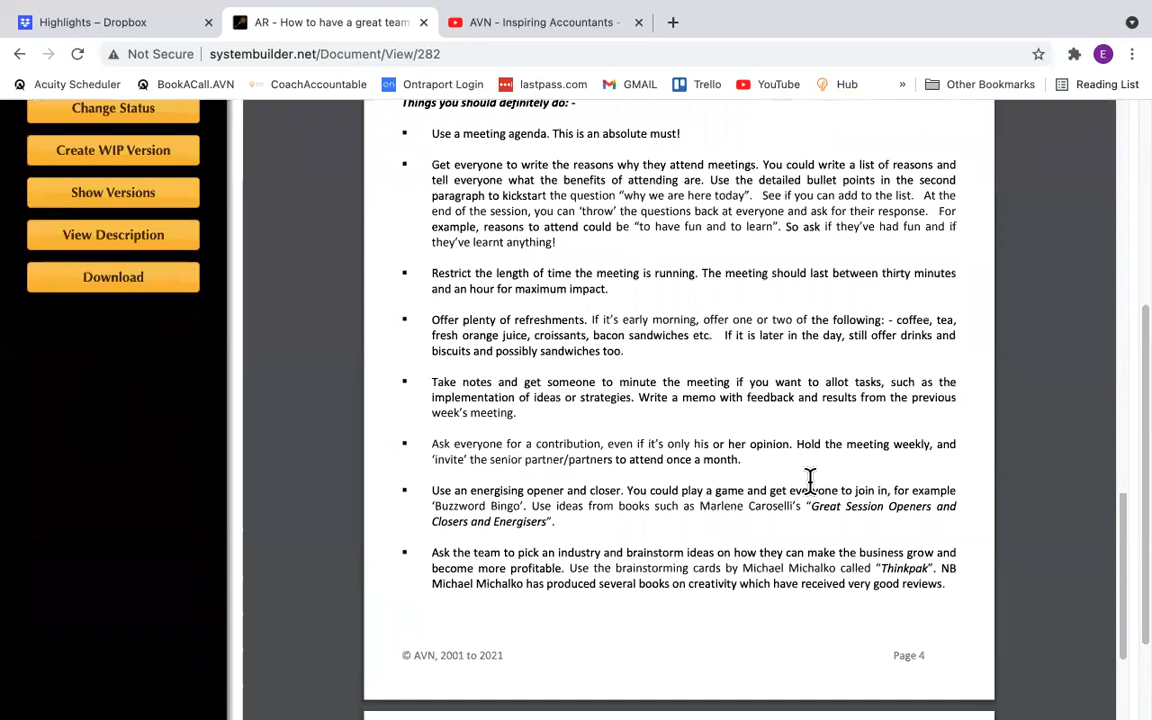 Highlights – Dropbox
AR - How to have a great team
AVN - Inspiring Accountants -
Not Secure
systembuilder.net/Document/View/282
E
Acuity Scheduler
BookACall.AVN
CoachAccountable
Ontraport Login
lastpass.com
GMAIL
Trello
YouTube
Hub
»
Other Bookmarks
Reading List
Change Status
Create WIP Version
Show Versions
View Description
Download
Things you should definitely do: -
▪ Use a meeting agenda. This is an absolute must!
▪ Get everyone to write the reasons why they attend meetings. You could write a list of reasons and
tell everyone what the benefits of attending are. Use the detailed bullet points in the second
paragraph to kickstart the question “why we are here today”. See if you can add to the list. At the
end of the session, you can ‘throw’ the questions back at everyone and ask for their response. For
example, reasons to attend could be “to have fun and to learn”. So ask if they’ve had fun and if
they’ve learnt anything!
▪ Restrict the length of time the meeting is running. The meeting should last between thirty minutes
and an hour for maximum impact.
▪ Offer plenty of refreshments. If it’s early morning, offer one or two of the following: - coffee, tea,
fresh orange juice, croissants, bacon sandwiches etc. If it is later in the day, still offer drinks and
biscuits and possibly sandwiches too.
▪ Take notes and get someone to minute the meeting if you want to allot tasks, such as the
implementation of ideas or strategies. Write a memo with feedback and results from the previous
week’s meeting.
▪ Ask everyone for a contribution, even if it’s only his or her opinion. Hold the meeting weekly, and
‘invite’ the senior partner/partners to attend once a month.
▪ Use an energising opener and closer. You could play a game and get everyone to join in, for example
‘Buzzword Bingo’. Use ideas from books such as Marlene Caroselli’s “Great Session Openers and
Closers and Energisers”.
▪ Ask the team to pick an industry and brainstorm ideas on how they can make the business grow and
become more profitable. Use the brainstorming cards by Michael Michalko called “Thinkpak”. NB
Michael Michalko has produced several books on creativity which have received very good reviews.
© AVN, 2001 to 2021
Page 4